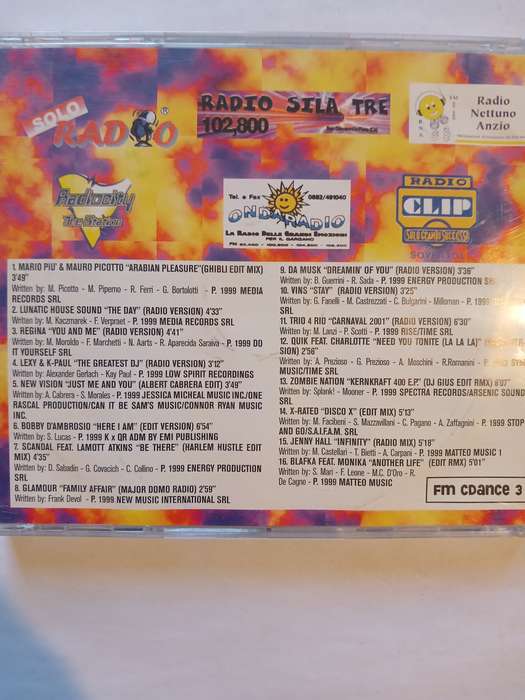 SOLO
RADIO®
RADIO SILA TRE
102,800
Radio
Nettuno
Anzio
Radiocity
The Station
Tel. e Fax 0882/491040
ONDA RADIO
LA RADIO DELLE GRANDI EMOZIONI
PER IL GARGANO
RADIO
CLIP
SOLO GRANDI SUCCESSI
1. MARIO PIU' & MAURO PICOTTO "ARABIAN PLEASURE"(GHIBLI EDIT MIX)
3'48"
Written by: M. Picotto - M. Piperno - R. Ferri - G. Bortolotti - P. 1999 MEDIA
RECORDS SRL
2. LUNATIC HOUSE SOUND "THE DAY" (RADIO VERSION) 4'33"
Written by: M. Kaczmarek - F. Verpraet - P. 1999 MEDIA RECORDS SRL
3. REGINA "YOU AND ME" (RADIO VERSION) 4'41"
Written by: M. Moroldo - F. Marchetti - N. Aarts - R. Aparecida Saraiva - P. 1999 DO
IT YOURSELF SRL
4. LEXY & K-PAUL "THE GREATEST DJ" (RADIO VERSION) 3'12"
Written by: Alexander Gerlach - Kay Paul - P. 1999 LOW SPIRIT RECORDINGS
5. NEW VISION "JUST ME AND YOU" (ALBERT CABRERA EDIT) 3'49"
Written by: A. Cabrera - S. Morales - P. 1999 JESSICA MICHEAL MUSIC INC./ONE
RASCAL PRODUCTION/CAN IT BE SAM'S MUSIC/CONNOR RYAN MUSIC
INC.
6. BOBBY D'AMBROSIO "HERE I AM" (EDIT VERSION) 6'54"
Written by: S. Lucas - P. 1999 K x QR ADM BY EMI PUBLISHING
7. SCANDAL FEAT. LAMOTT ATKINS "BE THERE" (HARLEM HUSTLE EDIT
MIX) 4'35"
Written by: D. Sabadin - G. Covacich - C. Collino - P. 1999 ENERGY PRODUCTION
SRL
8. GLAMOUR "FAMILY AFFAIR" (MAJOR DOMO RADIO) 2'59"
Written by: Frank Devol - P. 1999 NEW MUSIC INTERNATIONAL SRL
9. DA MUSK "DREAMIN' OF YOU" (RADIO VERSION) 3'36"
Written by: B. Guerrini - R. Sada - P. 1999 ENERGY PRODUCTION SRL
10. VINS "STAY" (RADIO VERSION) 3'25"
Written by: G. Fanelli - M. Castrezzati - C. Bulgarini - Milleman - P.
SRL
11. TRIO 4 RIO "CARNAVAL 2001" (RADIO VERSION) 6'30"
Written by: M. Lanzi - P. Scotti - P. 1999 RISE/TIME SRL
12. QUIK FEAT. CHARLOTTE "NEED YOU TONITE (LA LA LA)"
SION) 2'56"
Written by: A. Prezioso - G. Prezioso - A. Moschini - R.Romanini - P.
MUSIC/TIME SRL
13. ZOMBIE NATION "KERNKRAFT 400 E.P." (DJ GIUS EDIT RMX) 6'07"
Written by: Splank! - Mooner - P. 1999 SPECTRA RECORDS/ARSENIC SOUND
SRL
14. X-RATED "DISCO X" (EDIT MIX) 5'13"
Written by: M. Facibeni - S. Mazzavillani - C. Pagano - A. Zaffagnini - P. 1999 STOP
AND GO/S.A.I.F.A.M. SRL
15. JENNY HALL "INFINITY" (RADIO MIX) 5'18"
Written by: M. Castellari - T. Bietti - A. Carpani - P. 1999 MATTEO MUSIC
16. BLAFKA FEAT. MONIKA "ANOTHER LIFE" (EDIT RMX) 5'01"
Written by: S. Mari - F. Leone - M.C. D'Oro - R.
De Cagno - P. 1999 MATTEO MUSIC
FM CDANCE 3